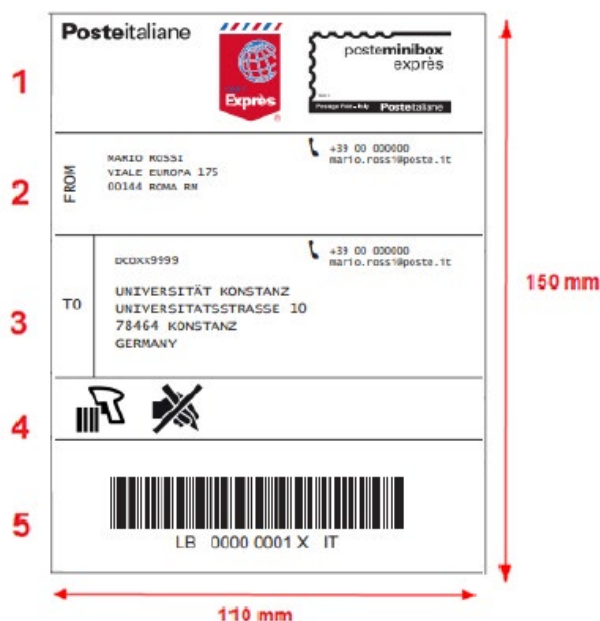 Posteitaliane
Exprès
®
posteminibox
exprès
Postage Paid - Italy Posteitaliane
1
FROM
MARIO ROSSI
VIALE EUROPA 175
00144 ROMA RM
+39 00 000000
mario.rossi@poste.it
2
TO
DCOXX9999
+39 00 000000
mario.rossi@poste.it
UNIVERSITÄT KONSTANZ
UNIVERSITATSSTRASSE 10
78464 KONSTANZ
GERMANY
3
4
5
LB 0000 0001 X IT
150 mm
110 mm